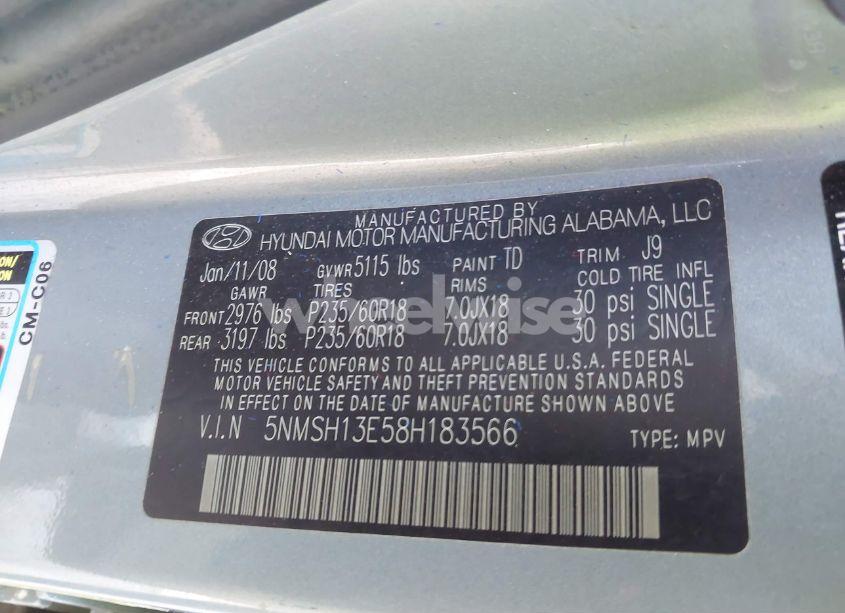 MANUFACTURED BY
HYUNDAI MOTOR MANUFACTURING ALABAMA, LLC
Jan/11/08 GVWR 5115 lbs PAINT TD TRIM J9
GAWR TIRES RIMS COLD TIRE INFL
FRONT 2976 lbs P235/60R18 7.0JX18 30 psi SINGLE
REAR 3197 lbs P235/60R18 7.0JX18 30 psi SINGLE
THIS VEHICLE CONFORMS TO ALL APPLICABLE U.S.A. FEDERAL
MOTOR VEHICLE SAFETY AND THEFT PREVENTION STANDARDS
IN EFFECT ON THE DATE OF MANUFACTURE SHOWN ABOVE
V.I.N 5NMSH13E58H183566 TYPE: MPV
CM-C06